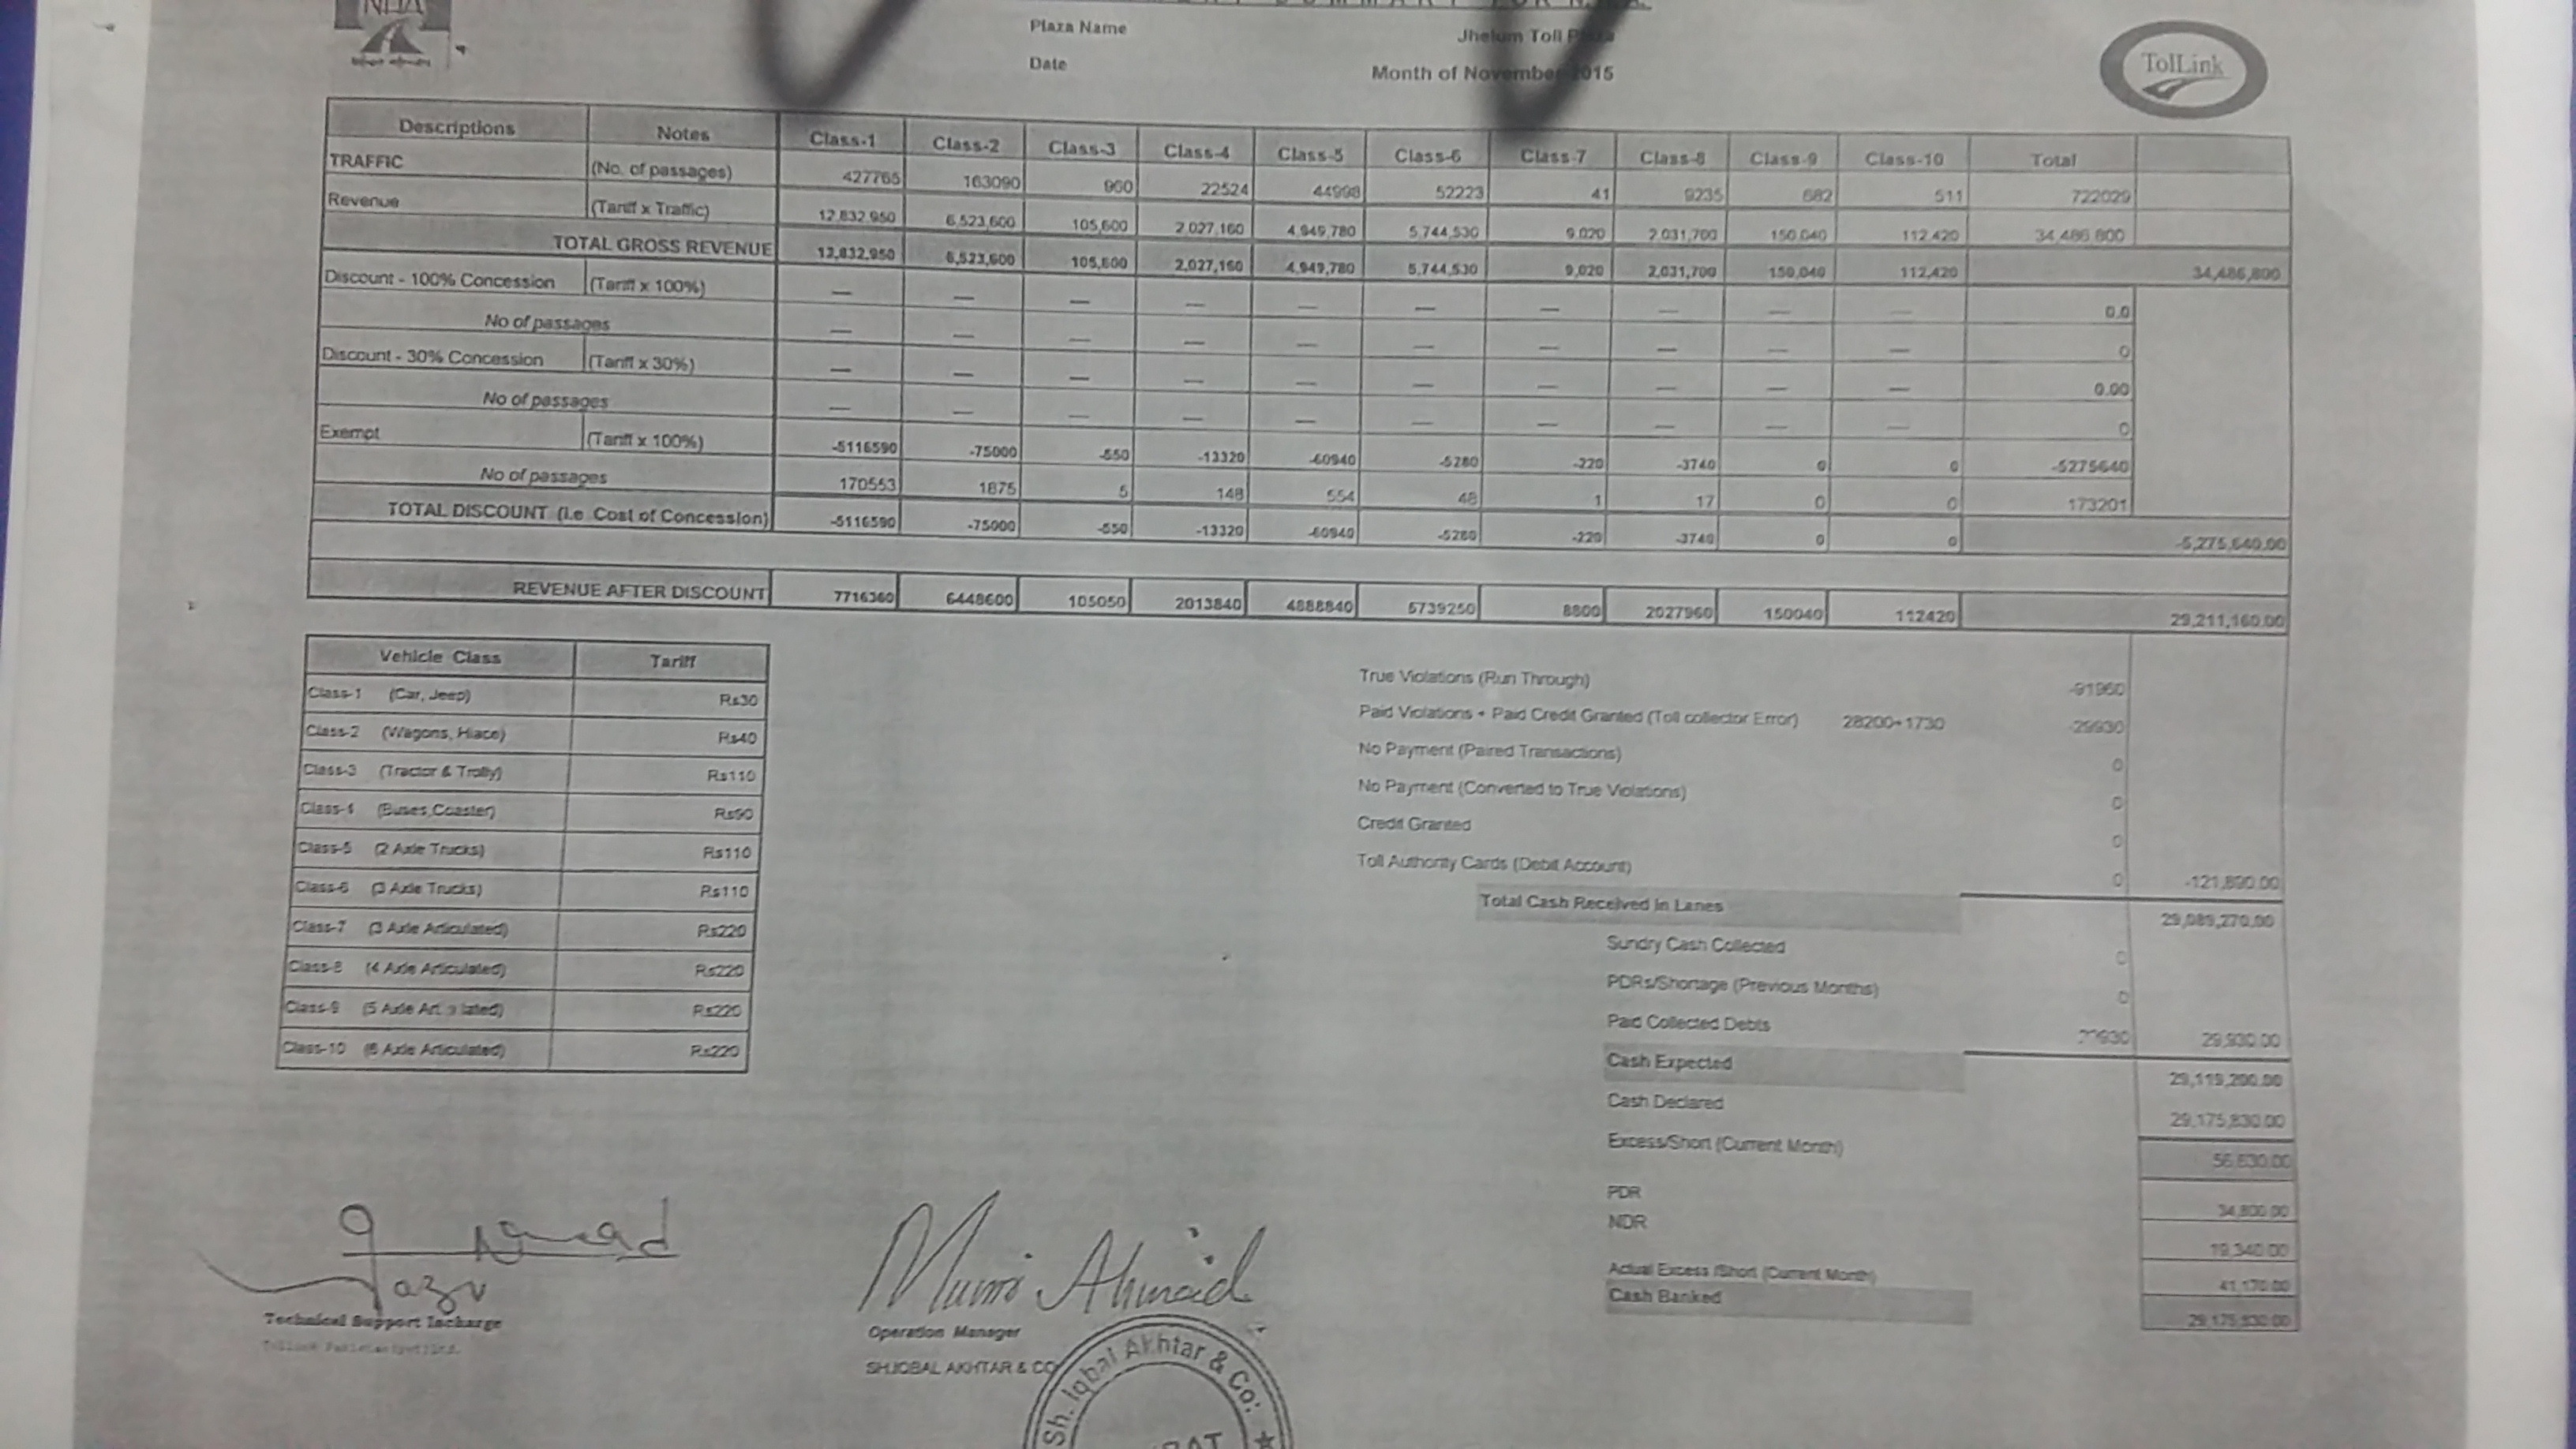 NHA
Plaza Name Jhelum Toll Plaza
Date Month of November 2015
TolLink
Descriptions Notes Class-1 Class-2 Class-3 Class-4 Class-5 Class-6 Class-7 Class-8 Class-9 Class-10 Total
TRAFFIC (No. of passages) 427765 163090 960 22524 44998 52223 41 9235 682 511 722029
Revenue (Tariff x Traffic) 12,832,950 6,523,600 105,600 2,027,160 4,949,780 5,744,530 9,020 2,031,700 150,040 112,420 34,486,800
TOTAL GROSS REVENUE 12,832,950 6,523,600 105,600 2,027,160 4,949,780 5,744,530 9,020 2,031,700 150,040 112,420 34,486,800
Discount - 100% Concession (Tariff x 100%) — — — — — — — — — — 0.0
No of passages — — — — — — — — — — 0
Discount - 30% Concession (Tariff x 30%) — — — — — — — — — — 0.00
No of passages — — — — — — — — — — 0
Exempt (Tariff x 100%) -5116590 -75000 -550 -13320 -60940 -5280 -220 -3740 0 0 -5275640
No of passages 170553 1875 5 148 554 48 1 17 0 0 173201
TOTAL DISCOUNT (i.e Cost of Concession) -5116590 -75000 -550 -13320 -60940 -5280 -220 -3740 0 0 -5,275,640.00
REVENUE AFTER DISCOUNT 7716360 6448600 105050 2013840 4888840 5739250 8800 2027960 150040 112420 29,211,160.00
Vehicle Class Tariff
Class-1 (Car, Jeep) Rs30
Class-2 (Wagons, Hiace) Rs40
Class-3 (Tractor & Trolly) Rs110
Class-4 (Buses,Coaster) Rs90
Class-5 (2 Axle Trucks) Rs110
Class-6 (3 Axle Trucks) Rs110
Class-7 (3 Axle Articulated) Rs220
Class-8 (4 Axle Articulated) Rs220
Class-9 (5 Axle Articulated) Rs220
Class-10 (6 Axle Articulated) Rs220
True Violations (Run Through) -91960
Paid Violations + Paid Credit Granted (Toll collector Error) 28200+1730 -29930
No Payment (Paired Transactions) 0
No Payment (Converted to True Violations) 0
Credit Granted 0
Toll Authority Cards (Debit Account) 0 -121,890.00
Total Cash Received in Lanes 29,089,270.00
Sundry Cash Collected 0
PDRs/Shortage (Previous Months) 0
Paid Collected Debts 29930 29,930.00
Cash Expected 29,119,200.00
Cash Declared 29,175,830.00
Excess/Short (Current Month) 56,630.00
PDR 34,800.00
NDR 19,340.00
Actual Excess /Short (Current Month) 41,170.00
Cash Banked 29,175,830.00
Technical Support Incharge
Tollink Pakistan(pvt)ltd.
Ahmad
Operation Manager
SH.IQBAL AKHTAR & CO
Sh. Iqbal Akhtar & Co: